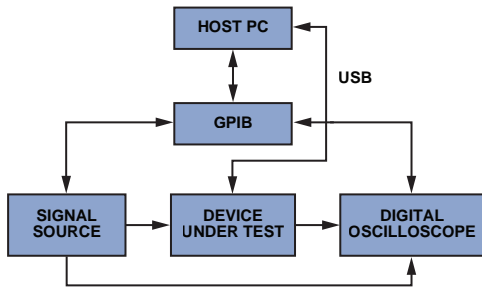 HOST PC
USB
GPIB
SIGNAL
SOURCE
DEVICE
UNDER TEST
DIGITAL
OSCILLOSCOPE